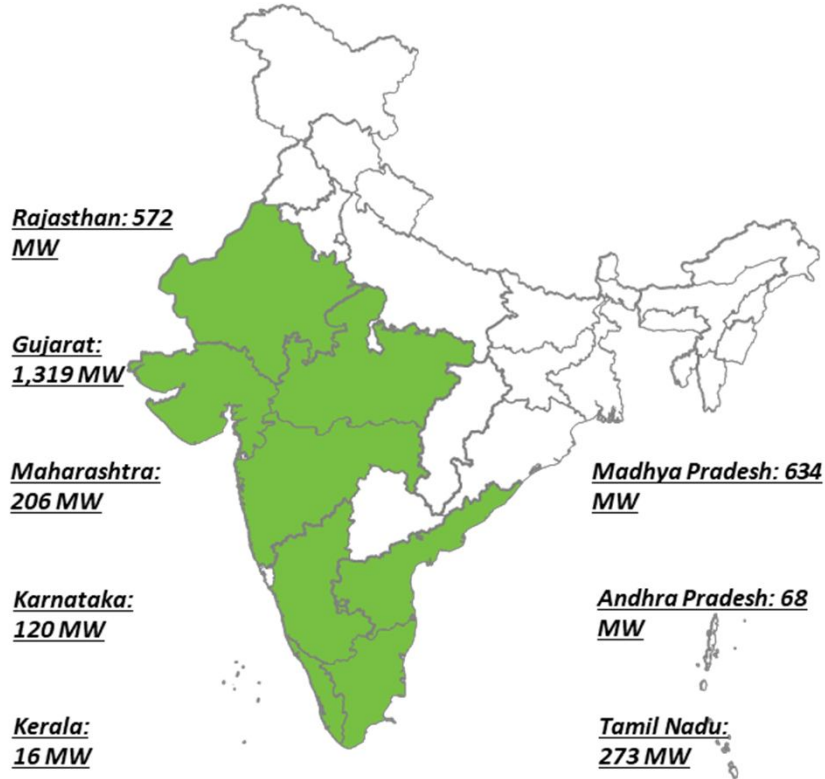 Rajasthan: 572
MW
Gujarat:
1,319 MW
Maharashtra:
206 MW
Karnataka:
120 MW
Kerala:
16 MW
Madhya Pradesh: 634
MW
Andhra Pradesh: 68
MW
Tamil Nadu:
273 MW